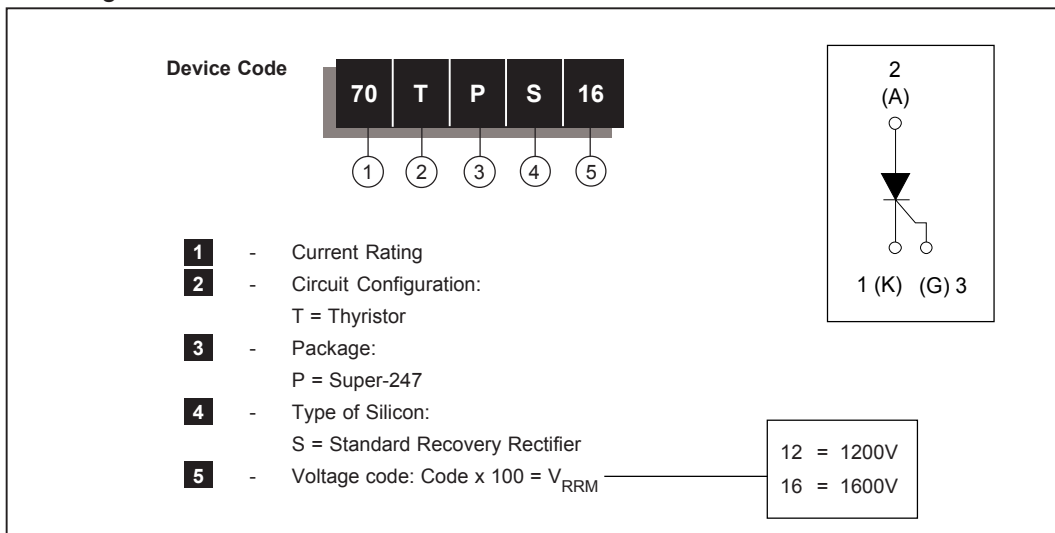 Device Code
70 T P S 16
1 2 3 4 5
1 - Current Rating
2 - Circuit Configuration:
T = Thyristor
3 - Package:
P = Super-247
4 - Type of Silicon:
S = Standard Recovery Rectifier
5 - Voltage code: Code x 100 = VRRM
12 = 1200V
16 = 1600V
2
(A)
1 (K) (G) 3